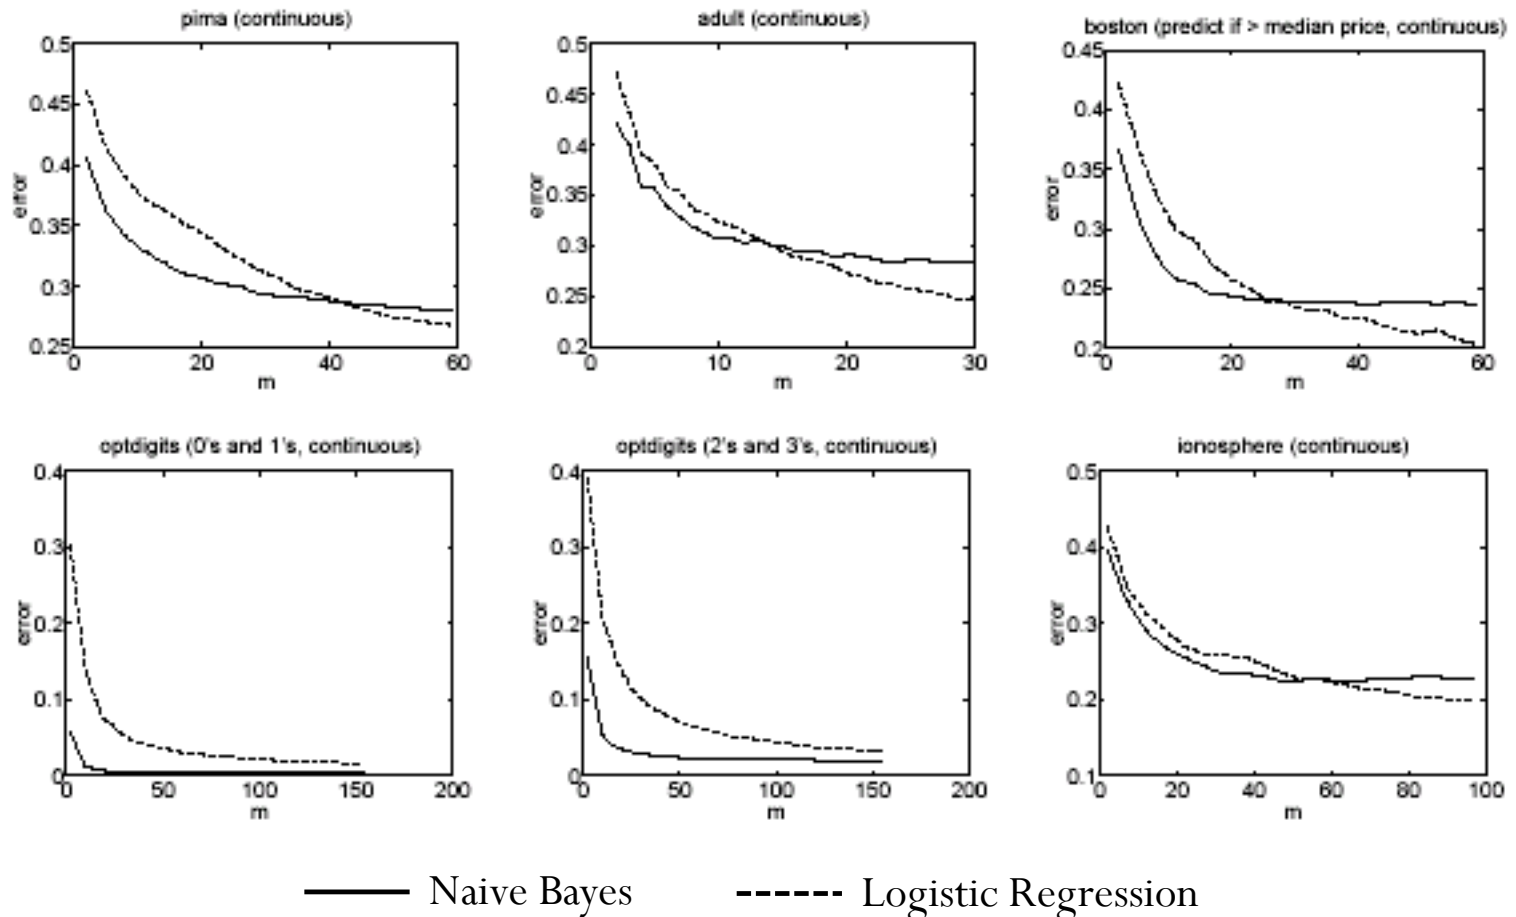 pima (continuous)
0.5
0.45
0.4
0.35
0.3
0.25
error
0 20 40 60
m
adult (continuous)
0.5
0.45
0.4
0.35
0.3
0.25
0.2
error
0 10 20 30
m
boston (predict if > median price, continuous)
0.45
0.4
0.35
0.3
0.25
0.2
error
0 20 40 60
m
optdigits (0's and 1's, continuous)
0.4
0.3
0.2
0.1
0
error
0 50 100 150 200
m
optdigits (2's and 3's, continuous)
0.4
0.3
0.2
0.1
0
error
0 50 100 150 200
m
ionosphere (continuous)
0.5
0.4
0.3
0.2
0.1
error
0 20 40 60 80 100
m
Naive Bayes
Logistic Regression